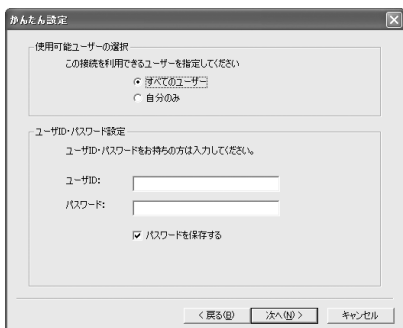 かんたん設定
使用可能ユーザーの選択
この接続を利用できるユーザーを指定してください
すべてのユーザー
自分のみ
ユーザID・パスワード設定
ユーザID・パスワードをお持ちの方は入力してください。
ユーザID:
パスワード:
パスワードを保存する
< 戻る(B) 次へ(N) > キャンセル